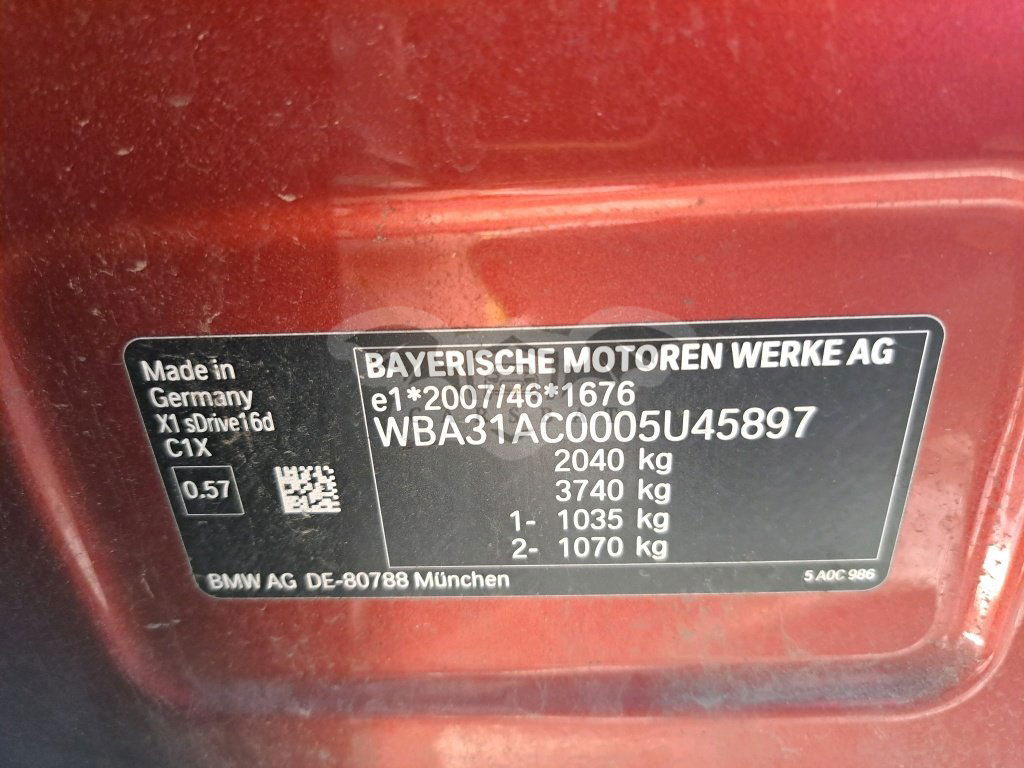 Made in
Germany
X1 sDrive16d
C1X
0.57
BAYERISCHE MOTOREN WERKE AG
e1*2007/46*1676
WBA31AC0005U45897
2040 kg
3740 kg
1- 1035 kg
2- 1070 kg
BMW AG DE-80788 München
5 A0C 986